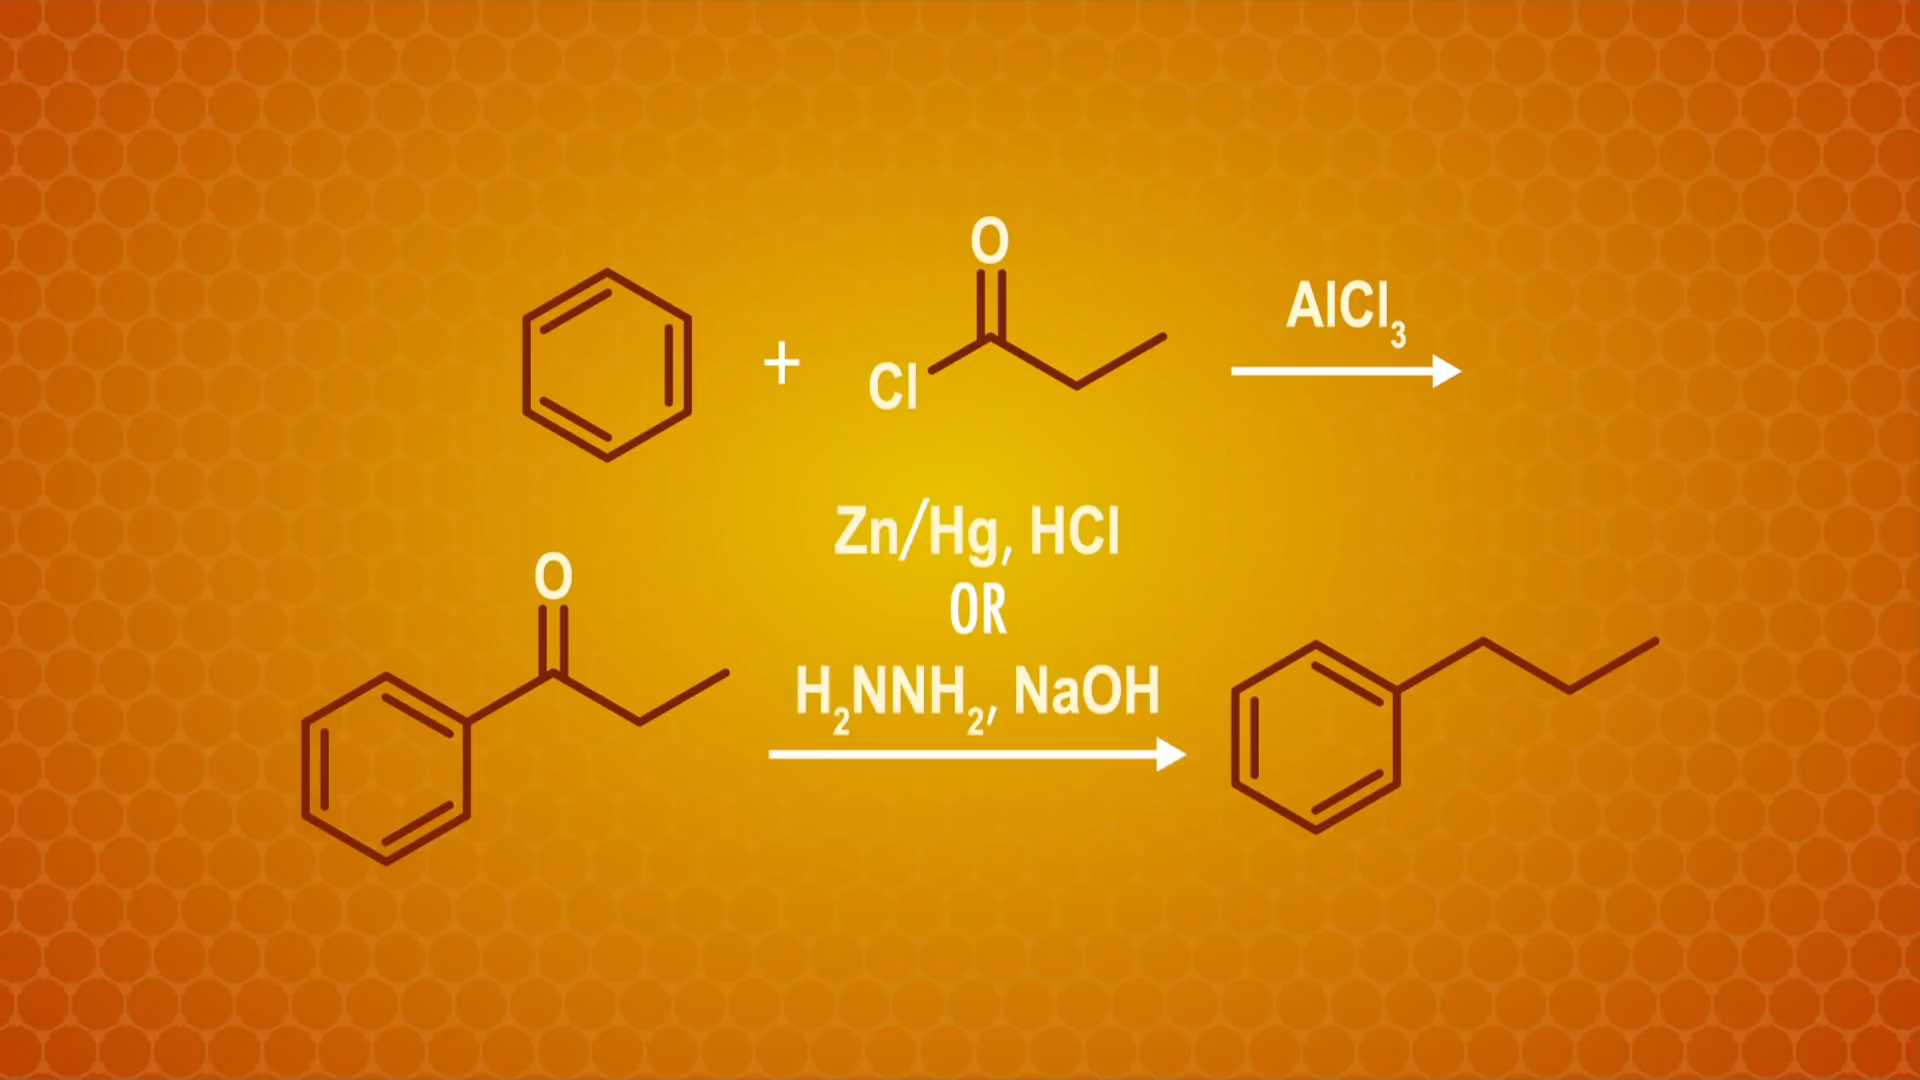 O
Cl
+
AlCl₃
Zn/Hg, HCl
OR
H₂NNH₂, NaOH
O